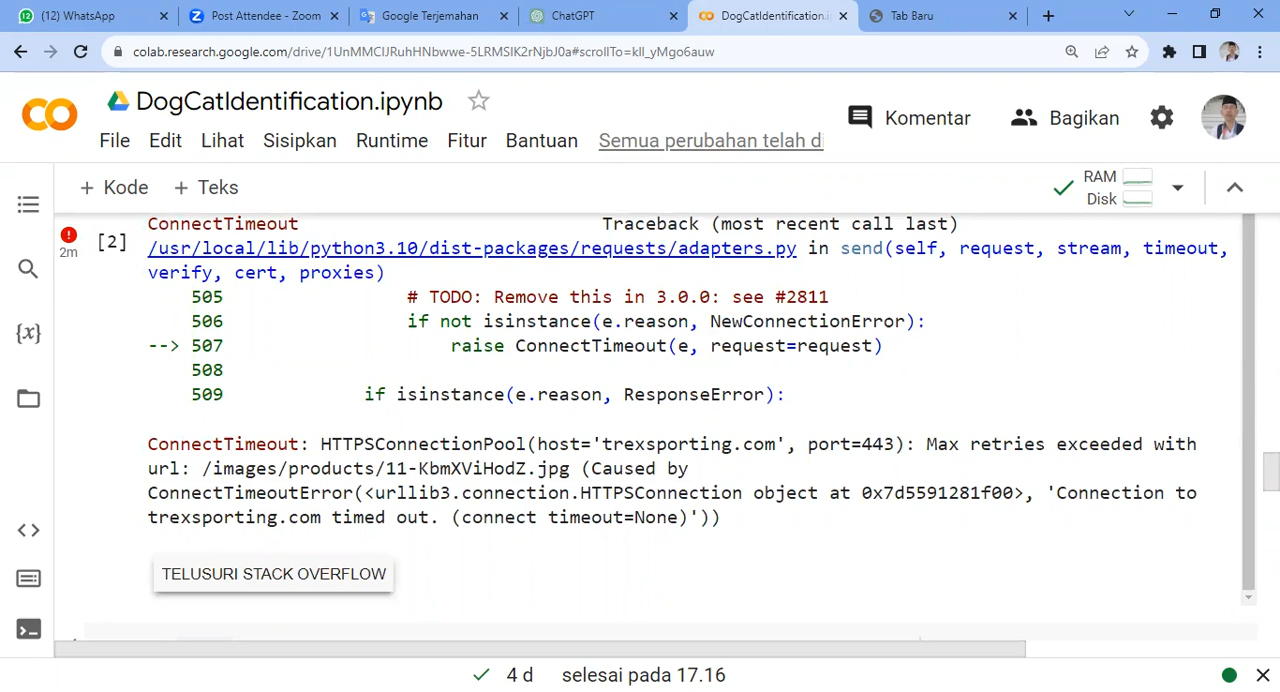 (12) WhatsApp
Post Attendee - Zoom
Google Terjemahan
ChatGPT
DogCatIdentification.i
Tab Baru
colab.research.google.com/drive/1UnMMCIJRuhHNbwwe-5LRMSIK2rNjbJ0a#scrollTo=kll_yMgo6auw
DogCatIdentification.ipynb
Komentar
Bagikan
File Edit Lihat Sisipkan Runtime Fitur Bantuan Semua perubahan telah di
+ Kode + Teks
RAM
Disk
ConnectTimeout Traceback (most recent call last)
[2]
2m
/usr/local/lib/python3.10/dist-packages/requests/adapters.py in send(self, request, stream, timeout,
verify, cert, proxies)
505 # TODO: Remove this in 3.0.0: see #2811
506 if not isinstance(e.reason, NewConnectionError):
--> 507 raise ConnectTimeout(e, request=request)
508
509 if isinstance(e.reason, ResponseError):
ConnectTimeout: HTTPSConnectionPool(host='trexsporting.com', port=443): Max retries exceeded with
url: /images/products/11-KbmXViHodZ.jpg (Caused by
ConnectTimeoutError(<urllib3.connection.HTTPSConnection object at 0x7d5591281f00>, 'Connection to
trexsporting.com timed out. (connect timeout=None)'))
TELUSURI STACK OVERFLOW
4 d selesai pada 17.16